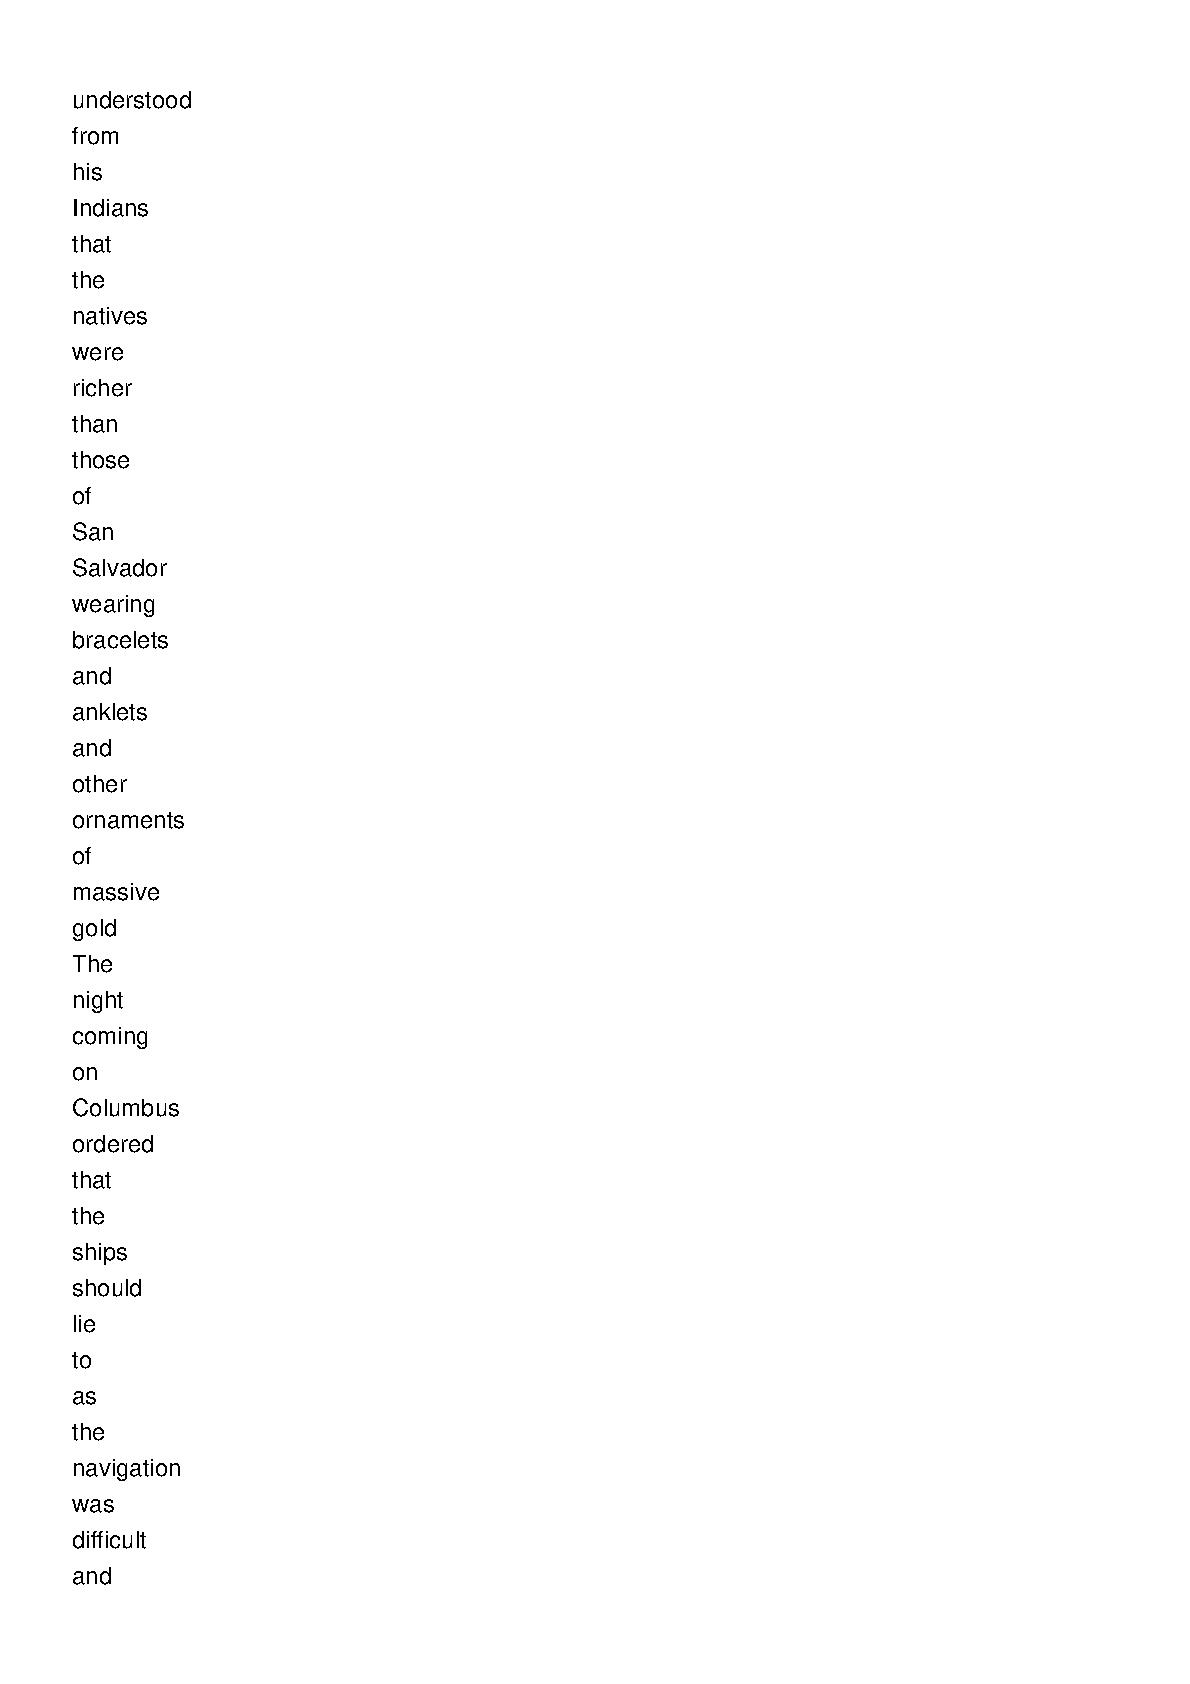 understood
from
his
Indians
that
the
natives
were
richer
than
those
of
San
Salvador
wearing
bracelets
and
anklets
and
other
ornaments
of
massive
gold
The
night
coming
on
Columbus
ordered
that
the
ships
should
lie
to
as
the
navigation
was
difficult
and